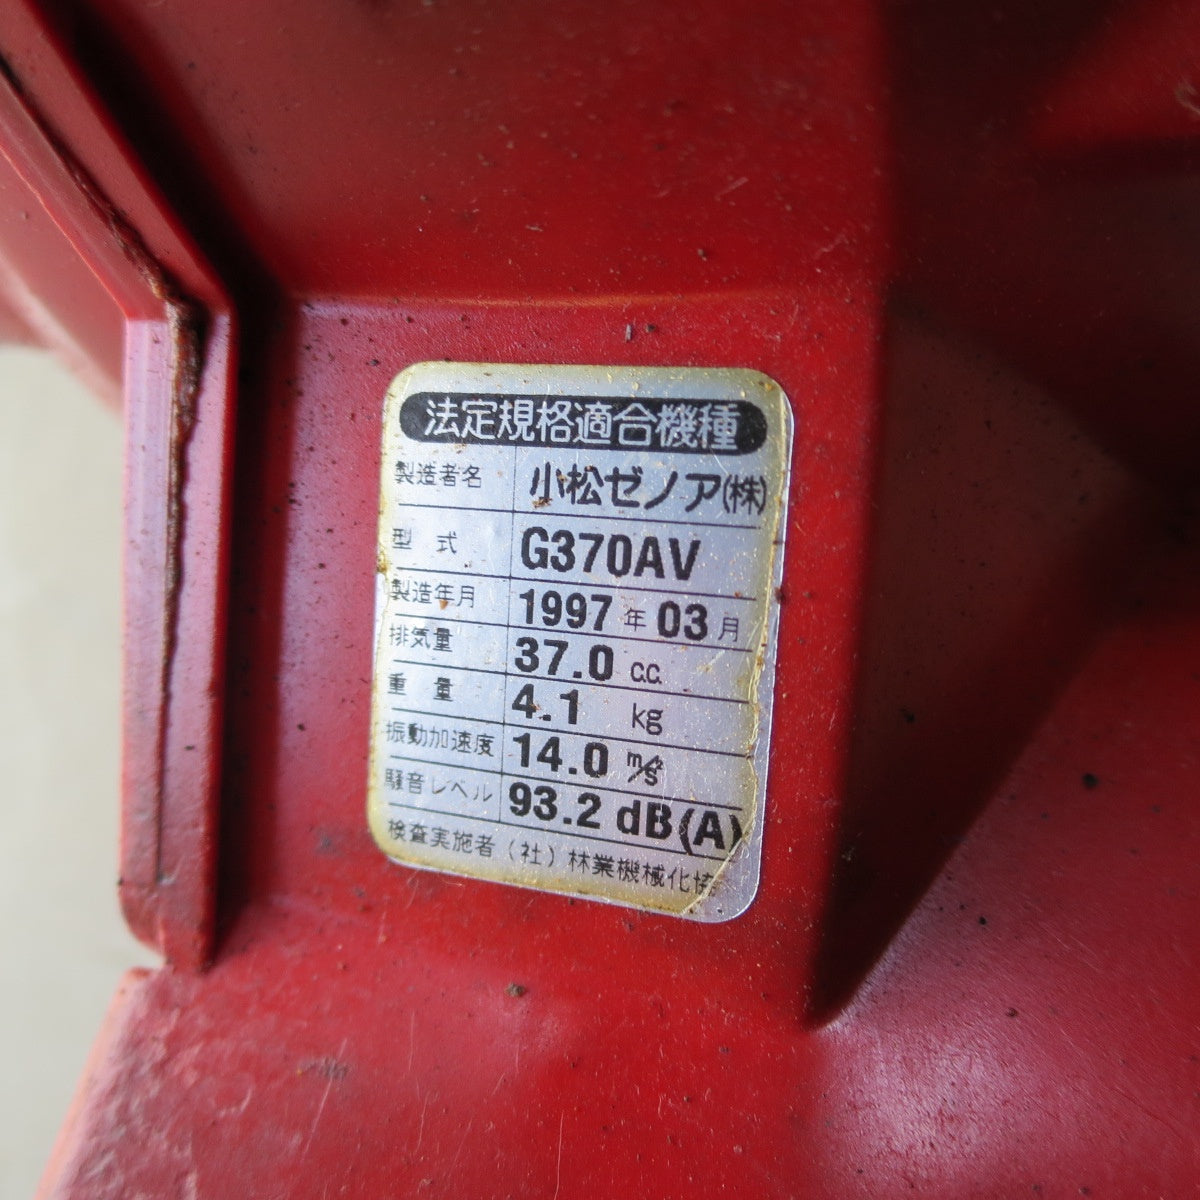 法定規格適合機種
製造者名 小松ゼノア(株)
型式 G370AV
製造年月 1997年03月
排気量 37.0 c.c.
重量 4.1 kg
振動加速度 14.0 m/s²
騒音レベル 93.2 dB(A)
検査実施者(社)林業機械化協